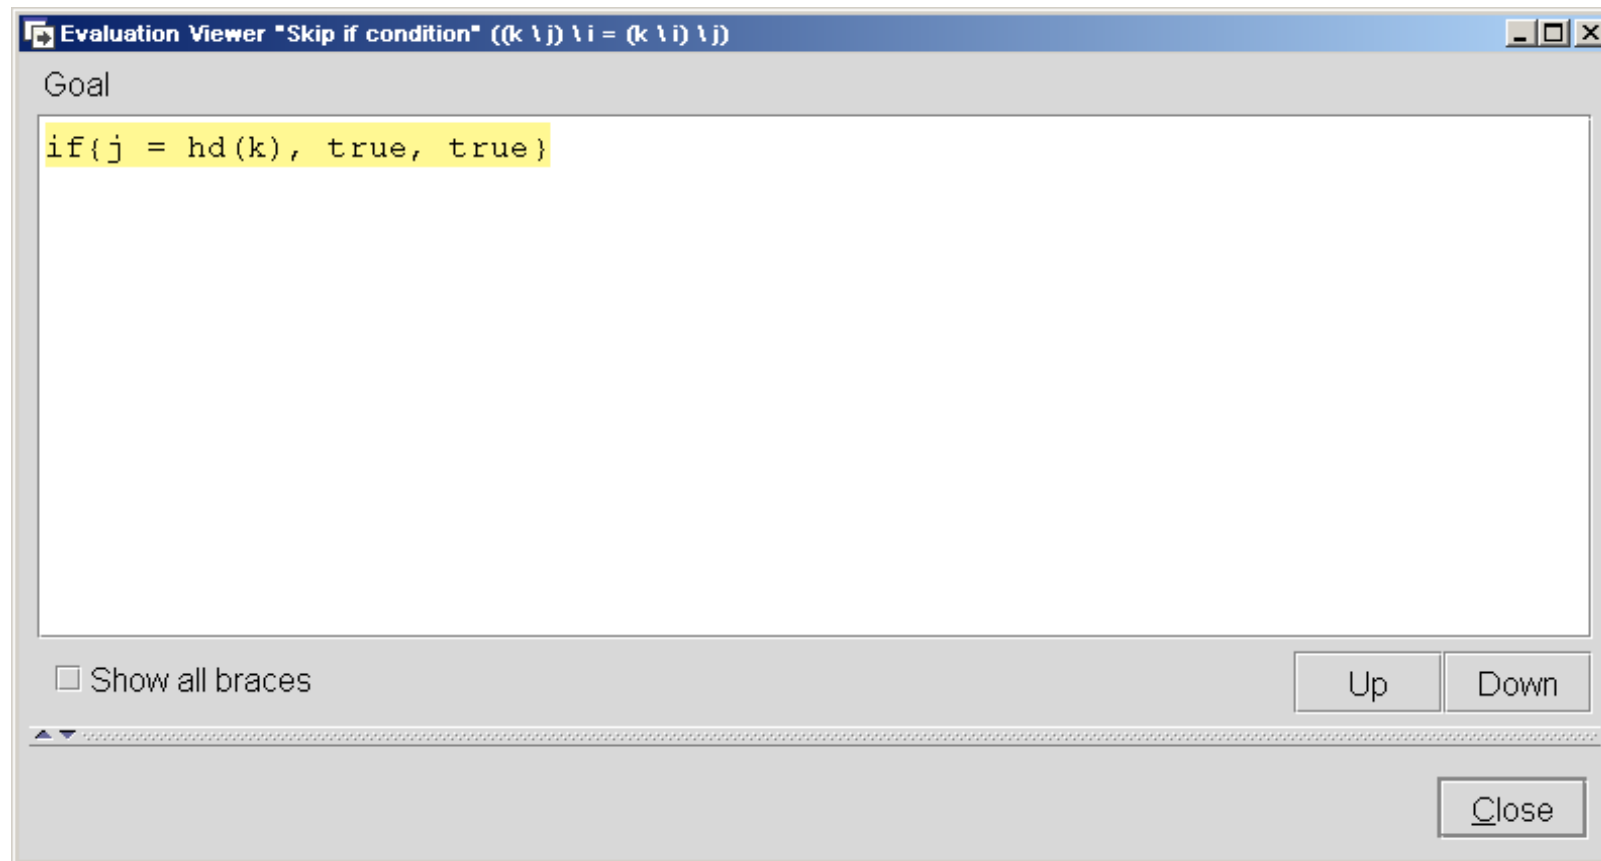 Evaluation Viewer "Skip if condition" ((k \ j) \ i = (k \ i) \ j)
Goal
if{j = hd(k), true, true}
Show all braces
Up
Down
Close